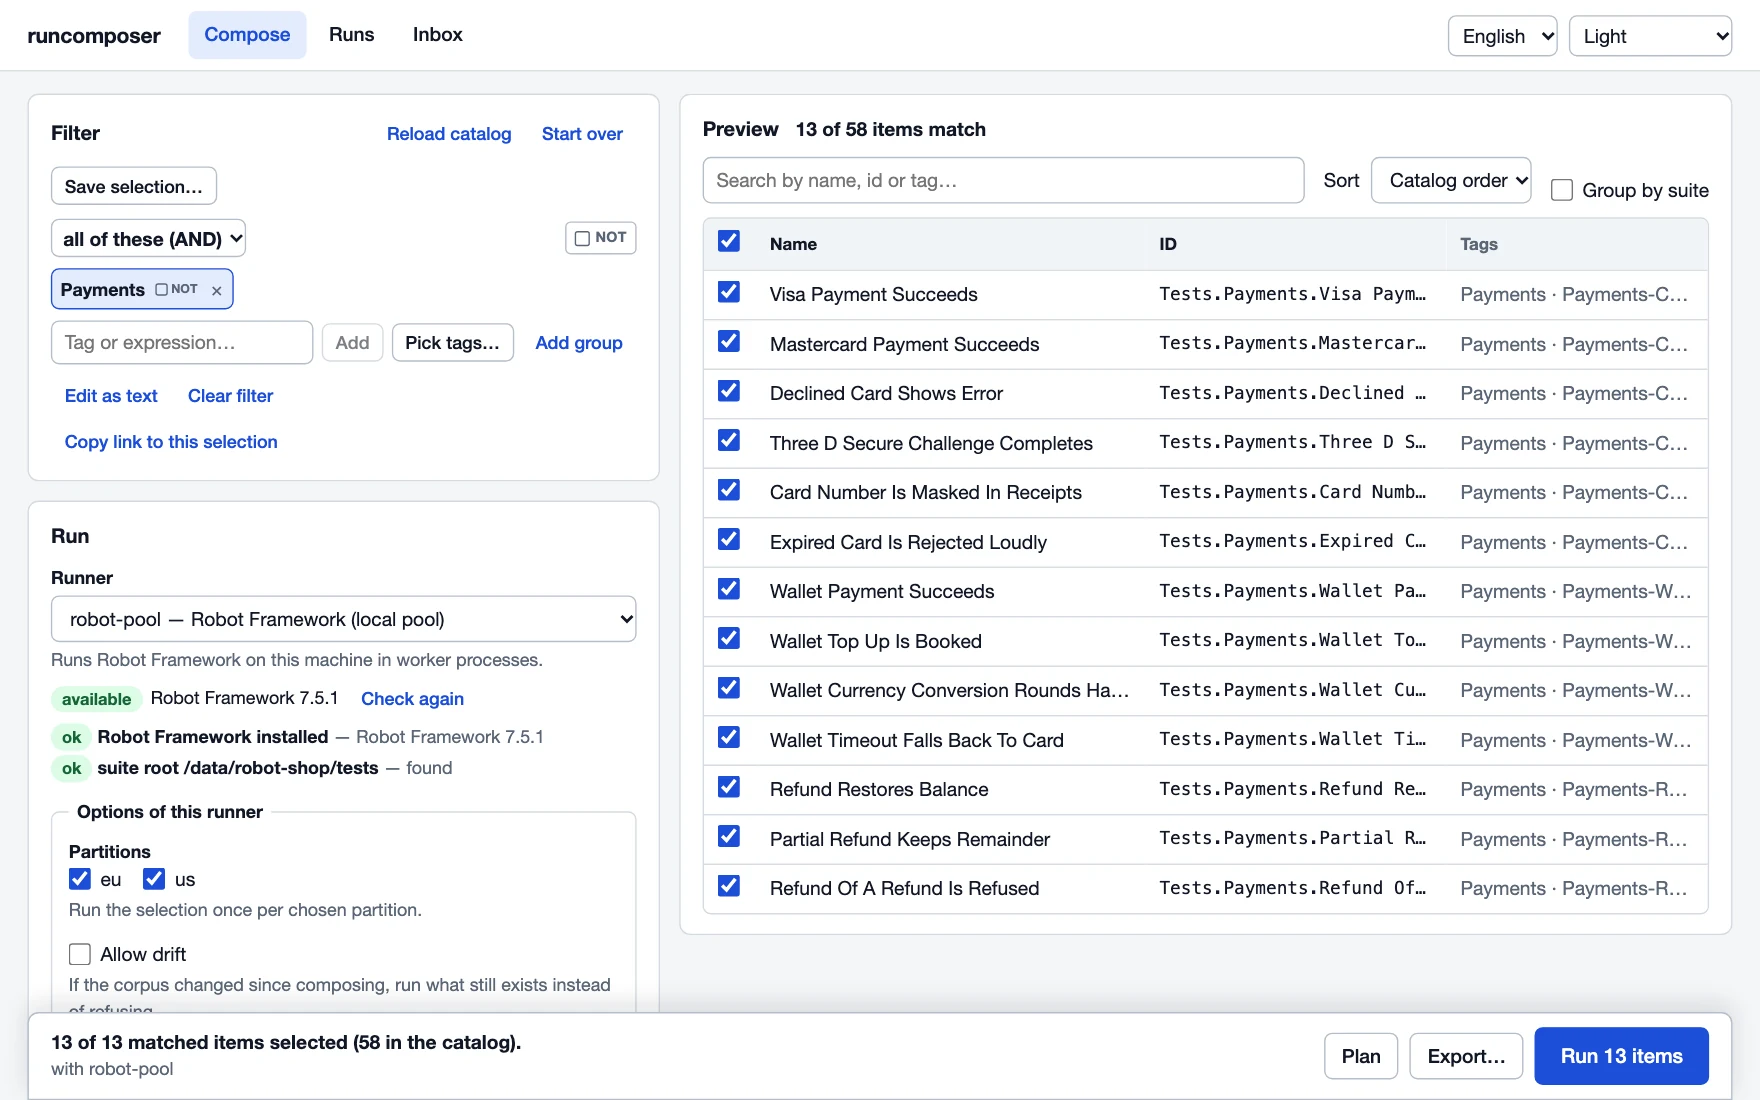 runcomposer
Compose
Runs
Inbox
English
Light
Filter
Reload catalog
Start over
Save selection...
all of these (AND)
NOT
Payments
NOT
×
Tag or expression...
Add
Pick tags...
Add group
Edit as text
Clear filter
Copy link to this selection
Run
Runner
robot-pool — Robot Framework (local pool)
Runs Robot Framework on this machine in worker processes.
available Robot Framework 7.5.1 Check again
ok Robot Framework installed — Robot Framework 7.5.1
ok suite root /data/robot-shop/tests — found
Options of this runner
Partitions
eu us
Run the selection once per chosen partition.
Allow drift
If the corpus changed since composing, run what still exists instead
of refusing.
Preview 13 of 58 items match
Search by name, id or tag...
Sort
Catalog order
Group by suite
Name ID Tags
Visa Payment Succeeds Tests.Payments.Visa Paym… Payments · Payments-C…
Mastercard Payment Succeeds Tests.Payments.Mastercar… Payments · Payments-C…
Declined Card Shows Error Tests.Payments.Declined … Payments · Payments-C…
Three D Secure Challenge Completes Tests.Payments.Three D S… Payments · Payments-C…
Card Number Is Masked In Receipts Tests.Payments.Card Numb… Payments · Payments-C…
Expired Card Is Rejected Loudly Tests.Payments.Expired C… Payments · Payments-C…
Wallet Payment Succeeds Tests.Payments.Wallet Pa… Payments · Payments-W…
Wallet Top Up Is Booked Tests.Payments.Wallet To… Payments · Payments-W…
Wallet Currency Conversion Rounds Ha… Tests.Payments.Wallet Cu… Payments · Payments-W…
Wallet Timeout Falls Back To Card Tests.Payments.Wallet Ti… Payments · Payments-W…
Refund Restores Balance Tests.Payments.Refund Re… Payments · Payments-R…
Partial Refund Keeps Remainder Tests.Payments.Partial R… Payments · Payments-R…
Refund Of A Refund Is Refused Tests.Payments.Refund Of… Payments · Payments-R…
13 of 13 matched items selected (58 in the catalog).
with robot-pool
Plan
Export...
Run 13 items